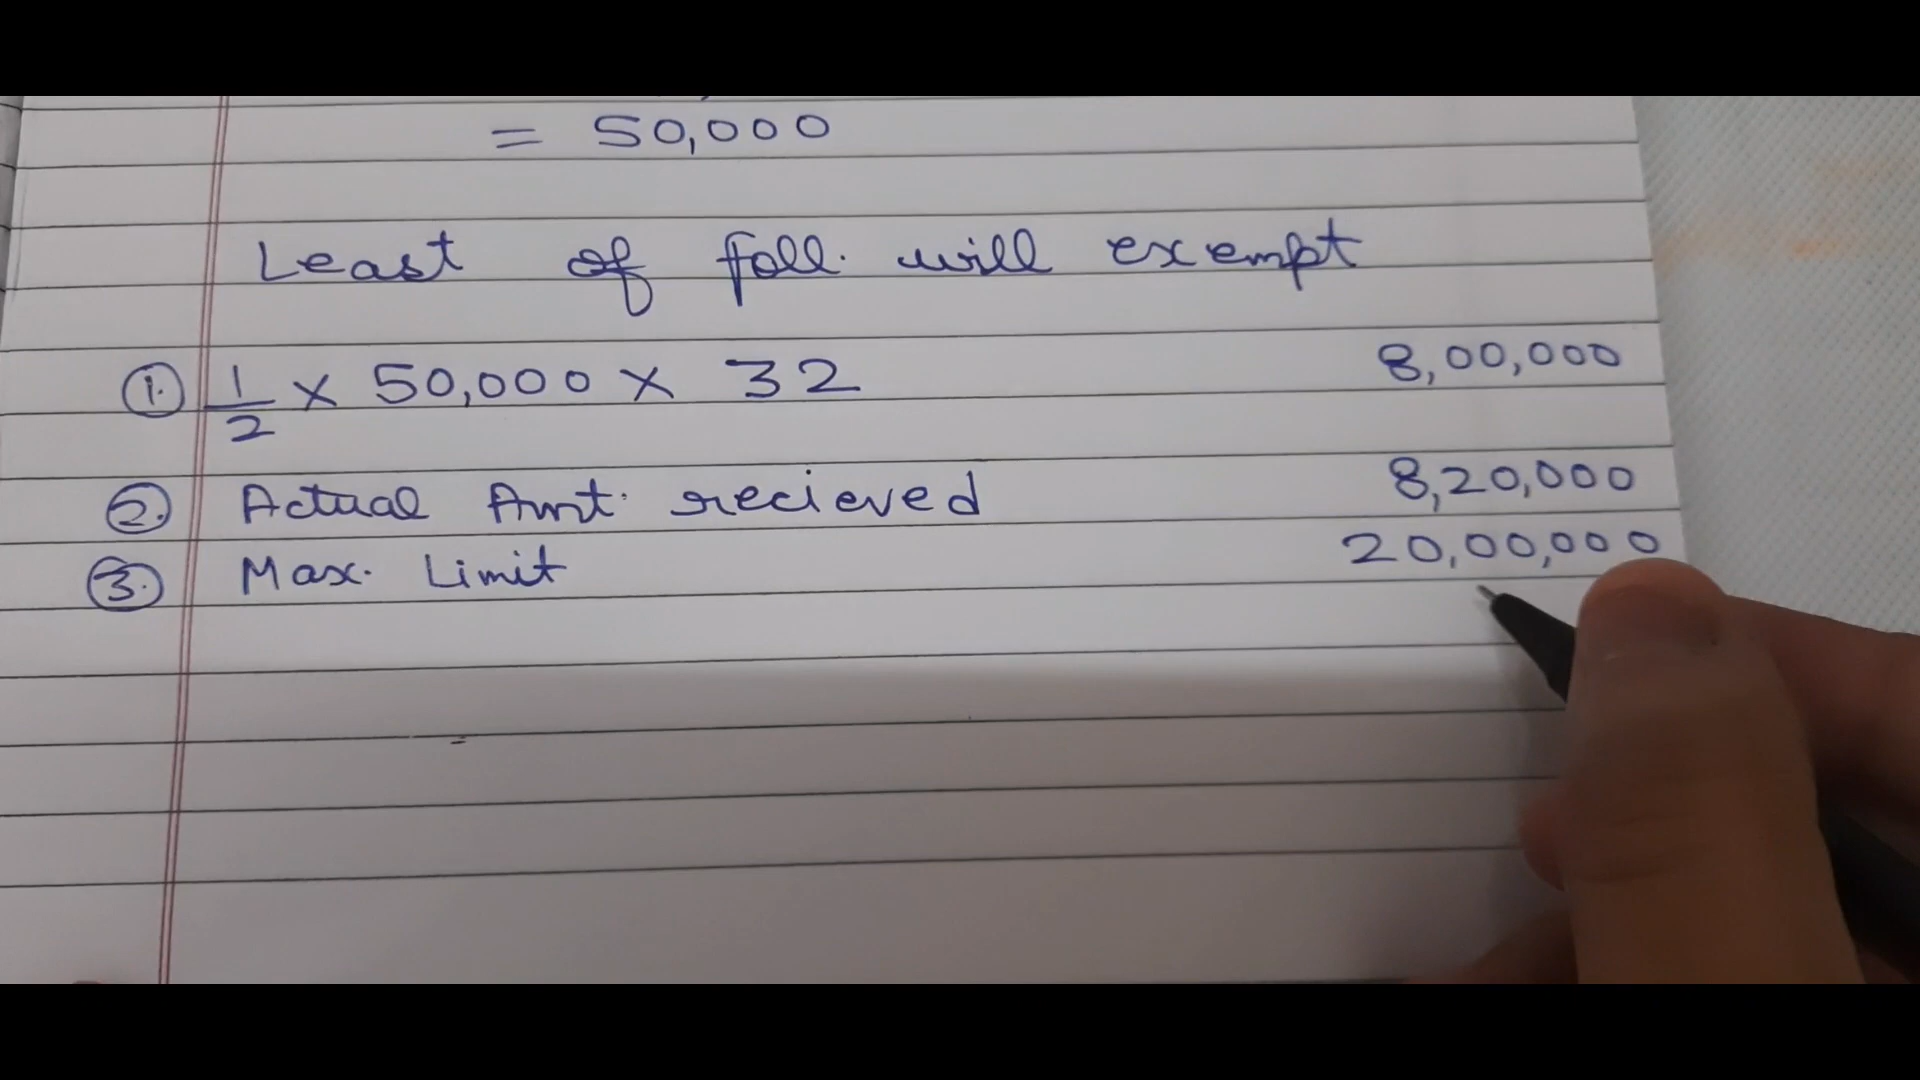 = 50,000
Least of foll. will exempt
1. 1/2 x 50,000 x 32 8,00,000
2. Actual Amt. recieved 8,20,000
3. Max. Limit 20,00,000